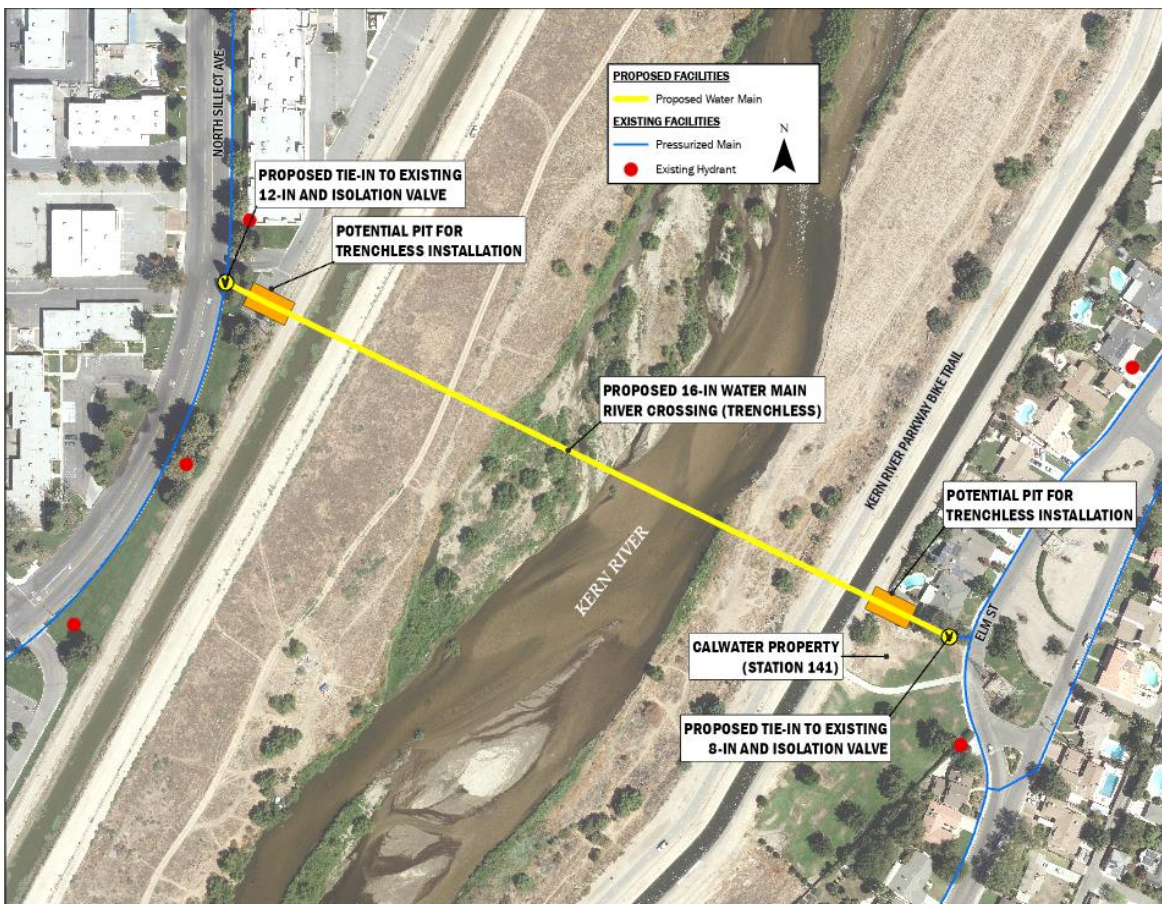 PROPOSED FACILITIES
Proposed Water Main
EXISTING FACILITIES
Pressurized Main
Existing Hydrant
N
NORTH SILLECT AVE
PROPOSED TIE-IN TO EXISTING
12-IN AND ISOLATION VALVE
POTENTIAL PIT FOR
TRENCHLESS INSTALLATION
V
PROPOSED 16-IN WATER MAIN
RIVER CROSSING (TRENCHLESS)
KERN RIVER PARKWAY BIKE TRAIL
POTENTIAL PIT FOR
TRENCHLESS INSTALLATION
KERN RIVER
V
ELM ST
CALWATER PROPERTY
(STATION 141)
PROPOSED TIE-IN TO EXISTING
8-IN AND ISOLATION VALVE